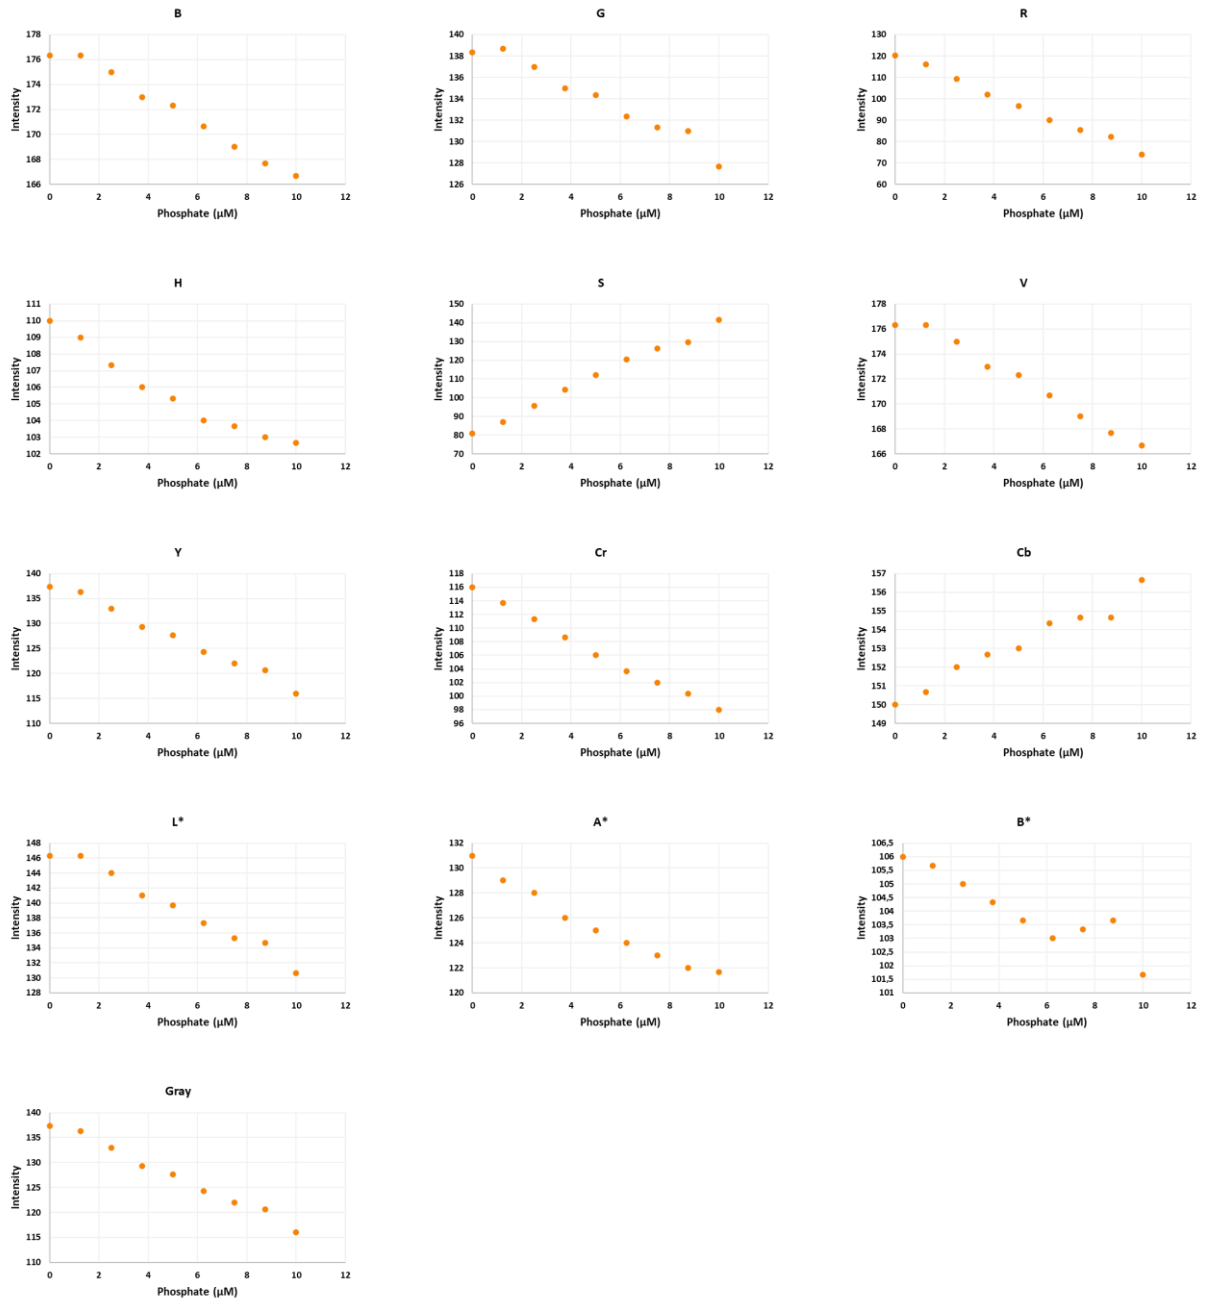 B
178
176
174
172
170
168
166
0 2 4 6 8 10 12
Intensity
Phosphate (µM)
G
140
138
136
134
132
130
128
126
0 2 4 6 8 10 12
Intensity
Phosphate (µM)
R
130
120
110
100
90
80
70
60
0 2 4 6 8 10 12
Intensity
Phosphate (µM)
H
111
110
109
108
107
106
105
104
103
102
0 2 4 6 8 10 12
Intensity
Phosphate (µM)
S
150
140
130
120
110
100
90
80
70
0 2 4 6 8 10 12
Intensity
Phosphate (µM)
V
178
176
174
172
170
168
166
0 2 4 6 8 10 12
Intensity
Phosphate (µM)
Y
140
135
130
125
120
115
110
0 2 4 6 8 10 12
Intensity
Phosphate (µM)
Cr
118
116
114
112
110
108
106
104
102
100
98
96
0 2 4 6 8 10 12
Intensity
Phosphate (µM)
Cb
157
156
155
154
153
152
151
150
149
0 2 4 6 8 10 12
Intensity
Phosphate (µM)
L*
148
146
144
142
140
138
136
134
132
130
128
0 2 4 6 8 10 12
Intensity
Phosphate (µM)
A*
132
130
128
126
124
122
120
0 2 4 6 8 10 12
Intensity
Phosphate (µM)
B*
106,5
106
105,5
105
104,5
104
103,5
103
102,5
102
101,5
101
0 2 4 6 8 10 12
Intensity
Phosphate (µM)
Gray
140
135
130
125
120
115
110
0 2 4 6 8 10 12
Intensity
Phosphate (µM)